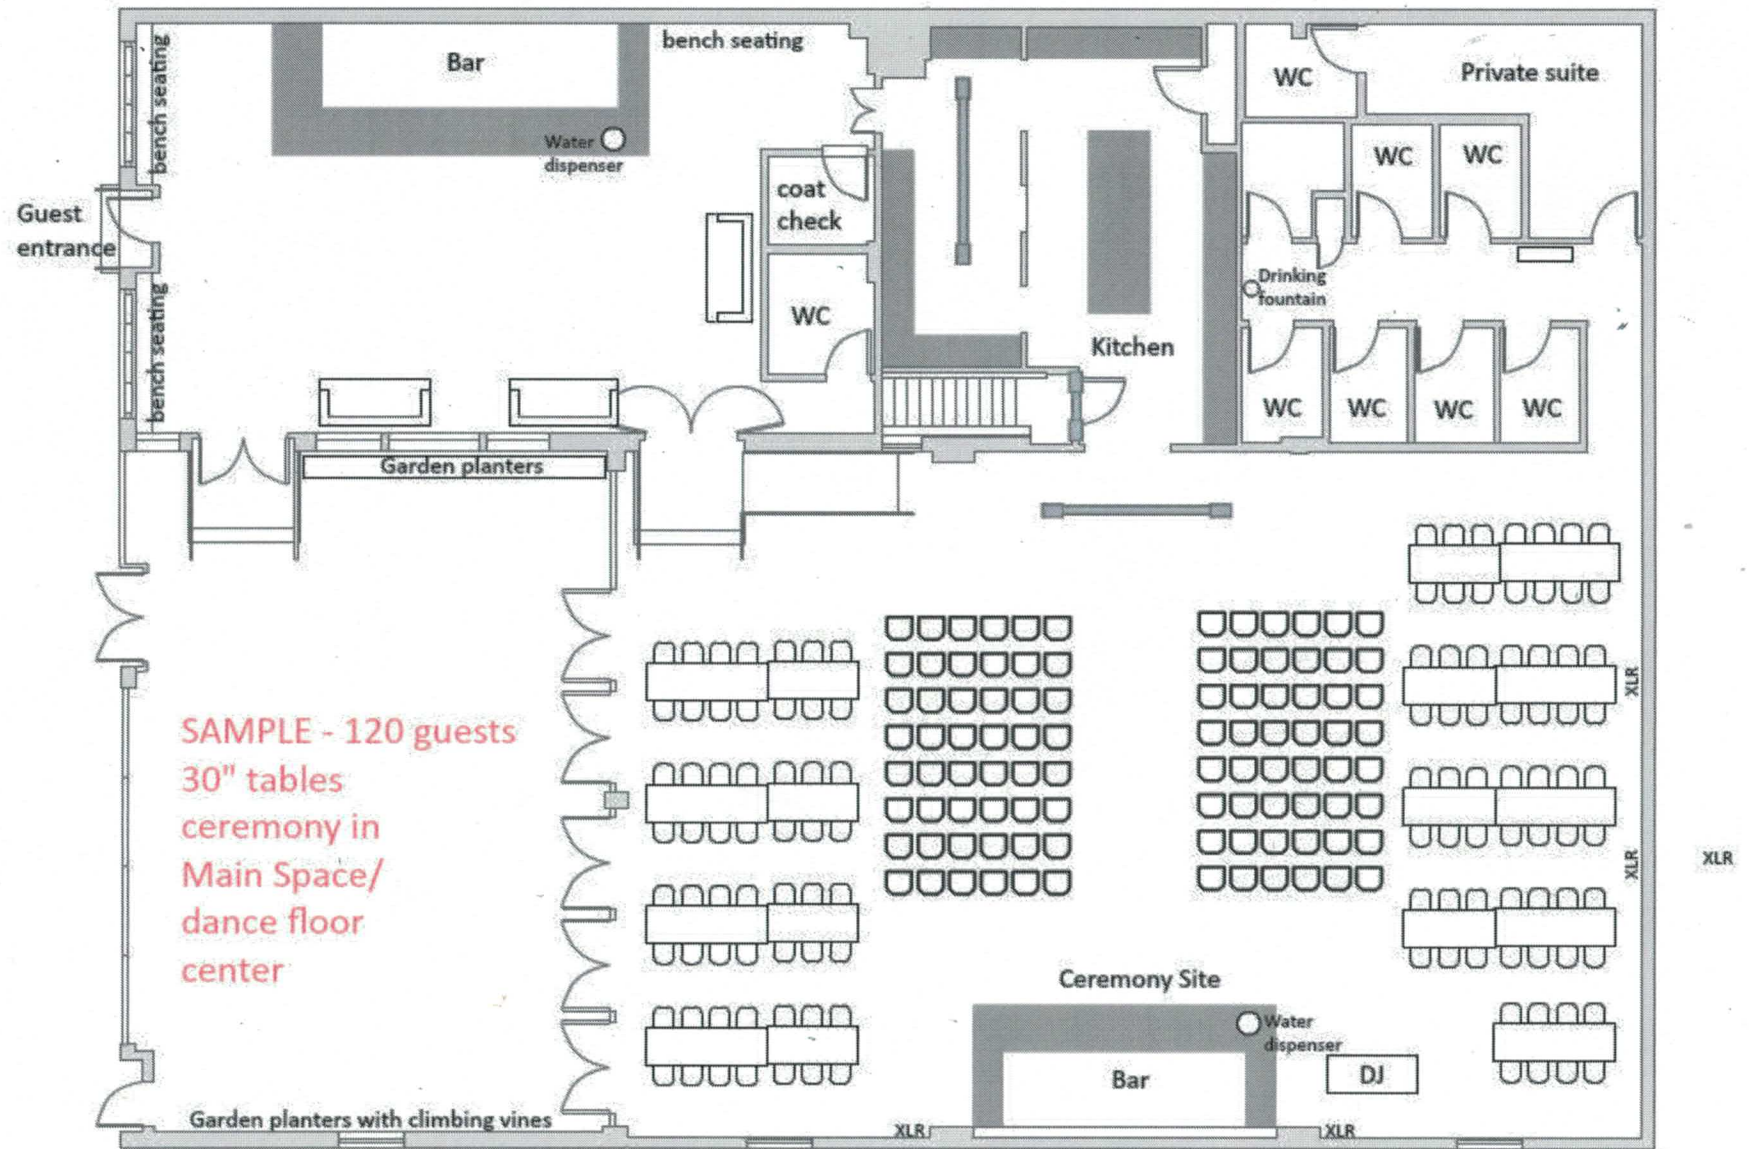 bench seating
Bar
bench seating
WC
Private suite
Water
dispenser
WC
WC
coat
check
Guest
entrance
Drinking
fountain
bench seating
WC
Kitchen
WC
WC
WC
WC
Garden planters
SAMPLE - 120 guests
30" tables
ceremony in
Main Space/
dance floor
center
XLR
XLR
XLR
Ceremony Site
Water
dispenser
Bar
DJ
Garden planters with climbing vines
XLR
XLR